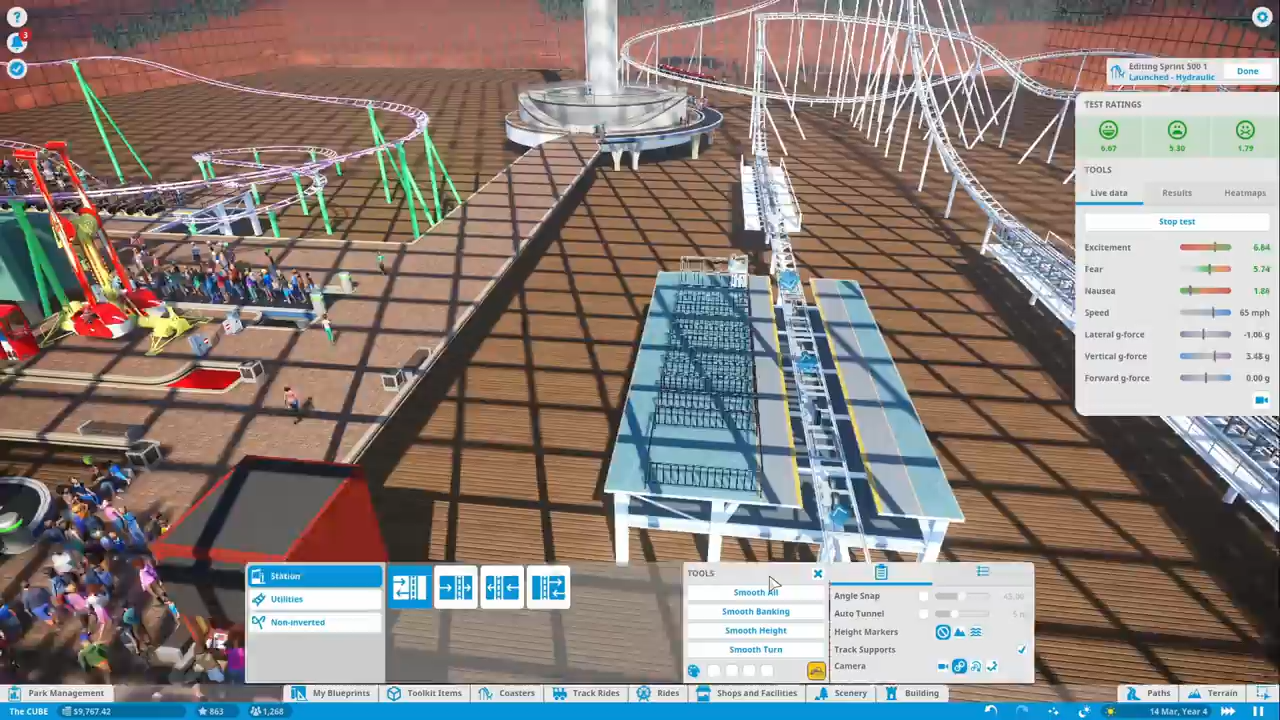 ?
3
Editing Sprint 500 1
Launched - Hydraulic
Done
TEST RATINGS
6.67
5.30
1.79
TOOLS
Live data
Results
Heatmaps
Stop test
Excitement
6.84
Fear
5.74
Nausea
1.86
Speed
65 mph
Lateral g-force
-1.06 g
Vertical g-force
3.48 g
Forward g-force
0.00 g
Station
Utilities
Non-inverted
TOOLS
Smooth All
Smooth Banking
Smooth Height
Smooth Turn
Angle Snap
Auto Tunnel
Height Markers
Track Supports
Camera
Park Management
My Blueprints
Toolkit Items
Coasters
Track Rides
Rides
Shops and Facilities
Scenery
Building
Paths
Terrain
The CUBE
$9,767.42
863
1,268
14 Mar, Year 4